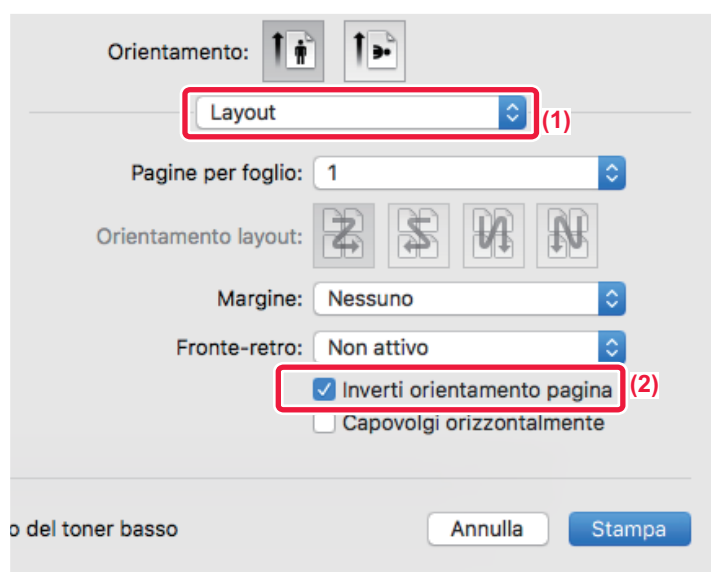 Orientamento:
Layout
(1)
Pagine per foglio: 1
Orientamento layout:
Margine: Nessuno
Fronte-retro: Non attivo
Inverti orientamento pagina (2)
Capovolgi orizzontalmente
o del toner basso Annulla Stampa